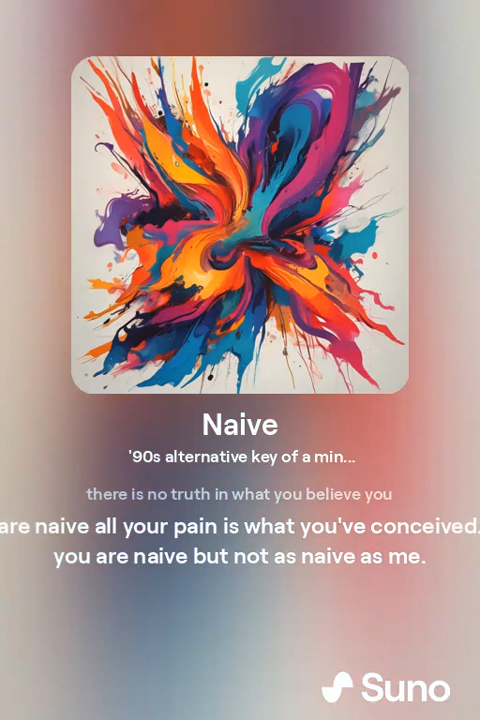 Naive
'90s alternative key of a min...
there is no truth in what you believe you
are naive all your pain is what you've conceived.
you are naive but not as naive as me.
Suno